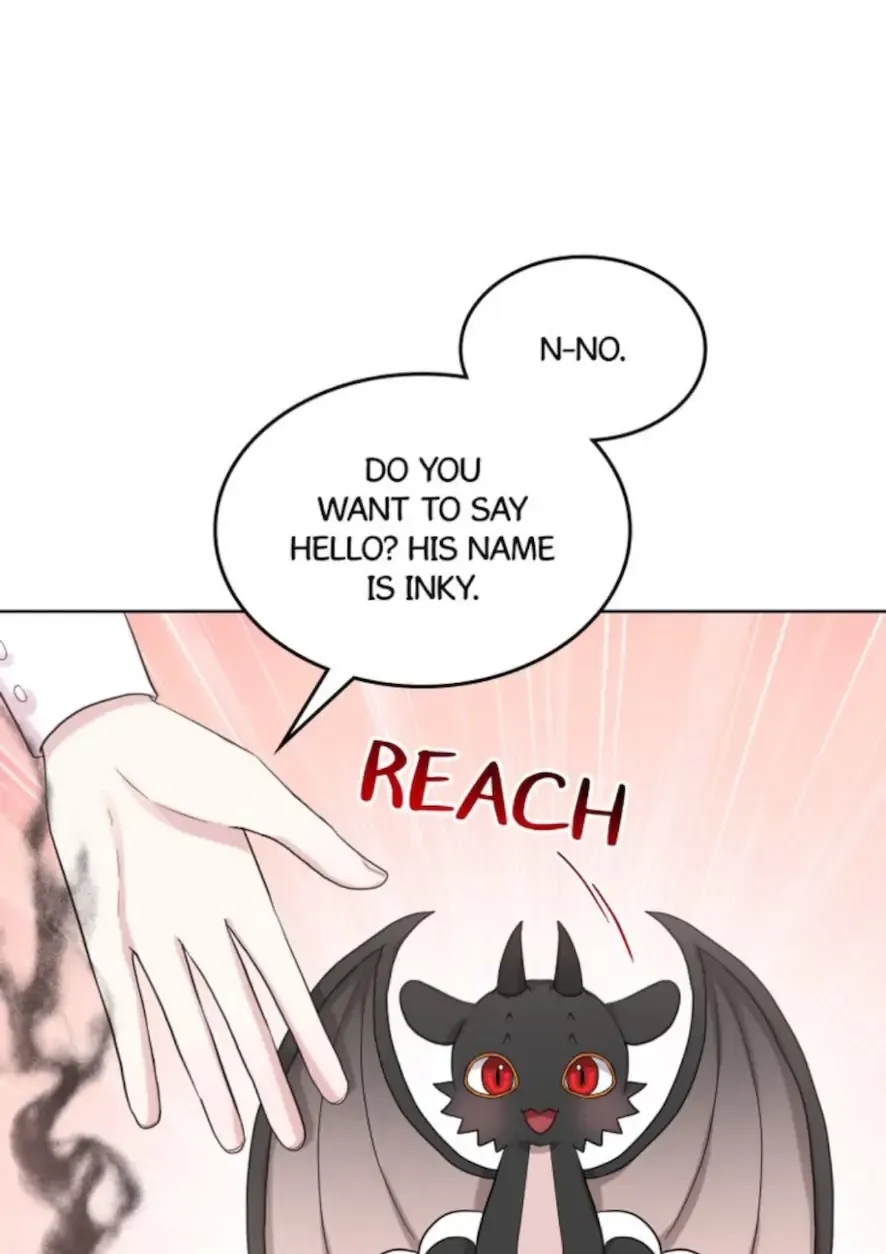 N-NO.
DO YOU
WANT TO SAY
HELLO? HIS NAME
IS INKY.
REACH